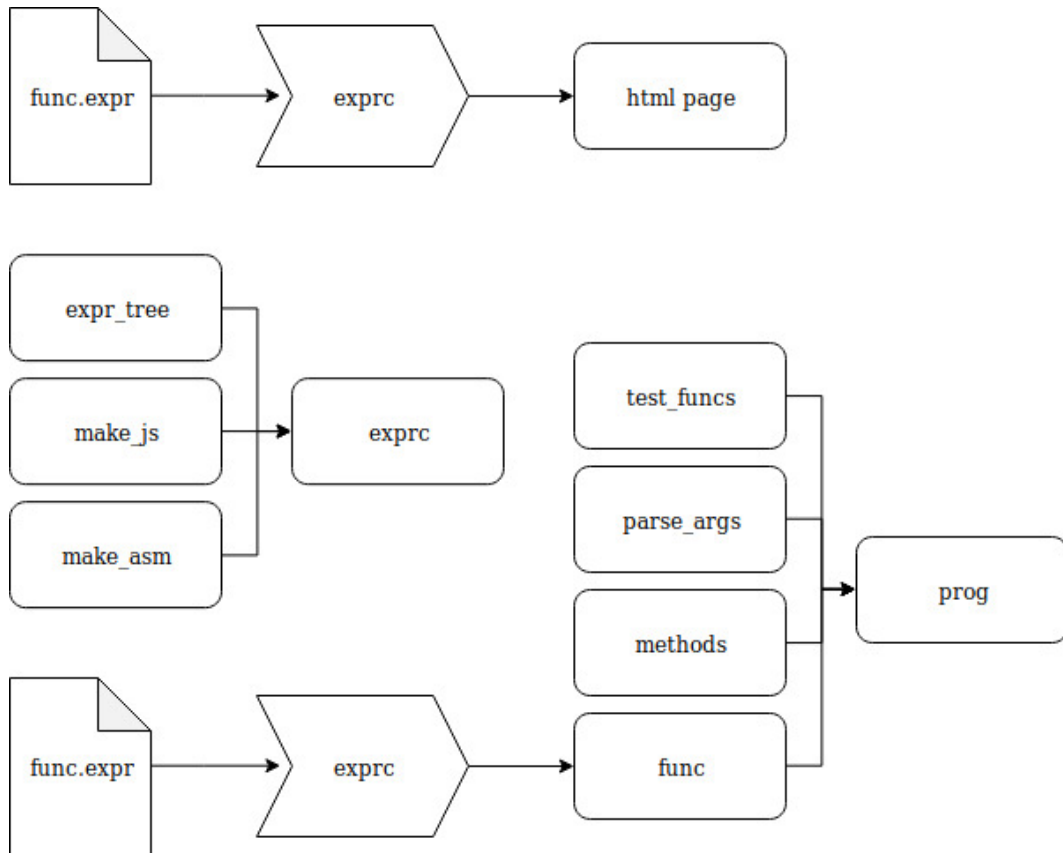 func.expr
exprc
html page
expr_tree
make_js
make_asm
exprc
test_funcs
parse_args
methods
prog
func.expr
exprc
func